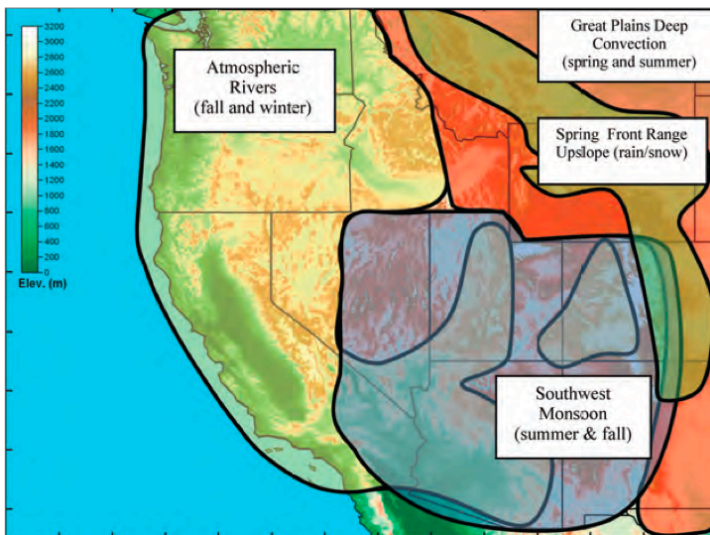 3200
3000
2800
2600
2400
2200
2000
1800
1600
1400
1200
1000
800
600
400
200
0
Elev. (m)
Atmospheric
Rivers
(fall and winter)
Great Plains Deep
Convection
(spring and summer)
Spring Front Range
Upslope (rain/snow)
Southwest
Monsoon
(summer & fall)